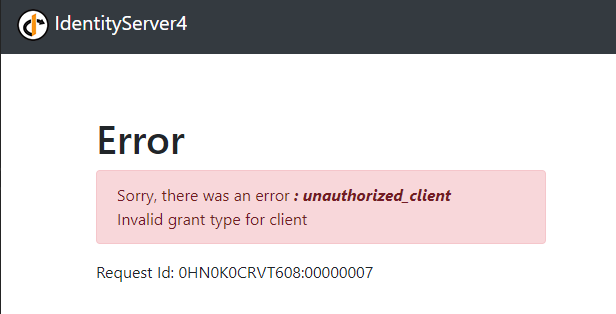 IdentityServer4
Error
Sorry, there was an error : unauthorized_client
Invalid grant type for client
Request Id: 0HN0K0CRVT608:00000007